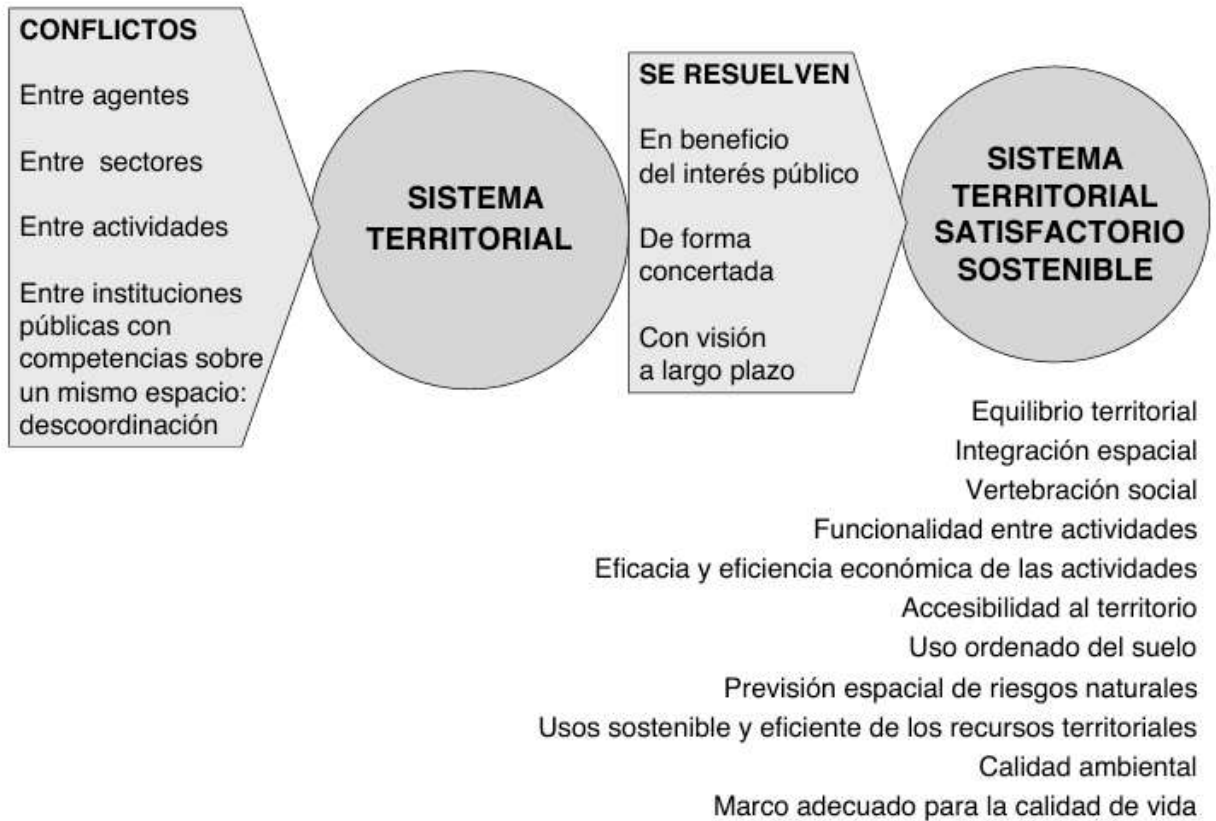 CONFLICTOS
Entre agentes
Entre sectores
Entre actividades
Entre instituciones
públicas con
competencias sobre
un mismo espacio:
descoordinación
SISTEMA
TERRITORIAL
SE RESUELVEN
En beneficio
del interés público
De forma
concertada
Con visión
a largo plazo
SISTEMA
TERRITORIAL
SATISFACTORIO
SOSTENIBLE
Equilibrio territorial
Integración espacial
Vertebración social
Funcionalidad entre actividades
Eficacia y eficiencia económica de las actividades
Accesibilidad al territorio
Uso ordenado del suelo
Previsión espacial de riesgos naturales
Usos sostenible y eficiente de los recursos territoriales
Calidad ambiental
Marco adecuado para la calidad de vida